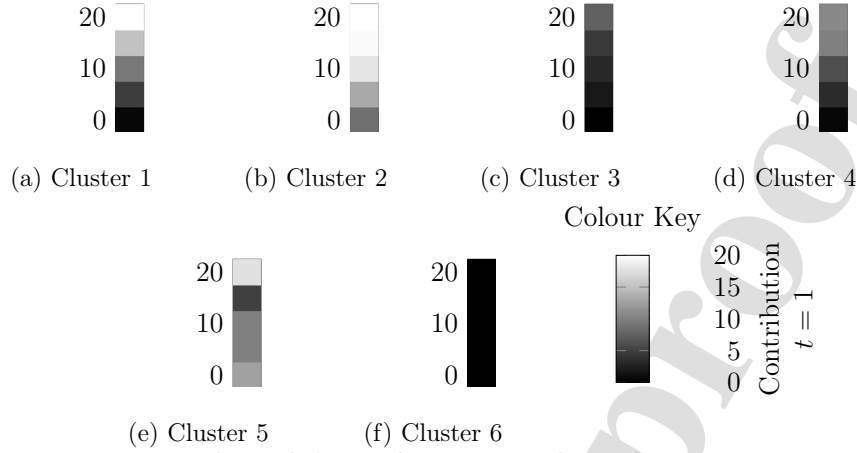 20
10
0
(a) Cluster 1
20
10
0
(b) Cluster 2
20
10
0
(c) Cluster 3
20
10
0
(d) Cluster 4
20
10
0
(e) Cluster 5
20
10
0
(f) Cluster 6
Colour Key
20
15
10
5
0
Contribution
t = 1
proof